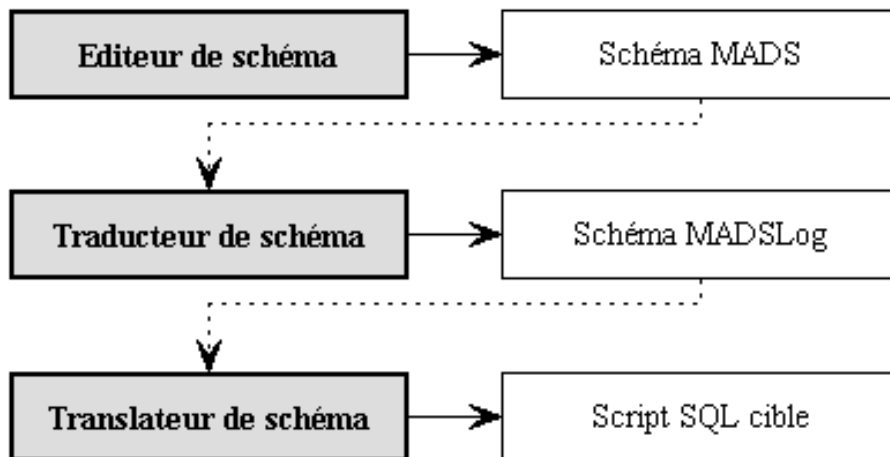 Editeur de schéma
Schéma MADS
Traducteur de schéma
Schéma MADSLog
Translateur de schéma
Script SQL cible